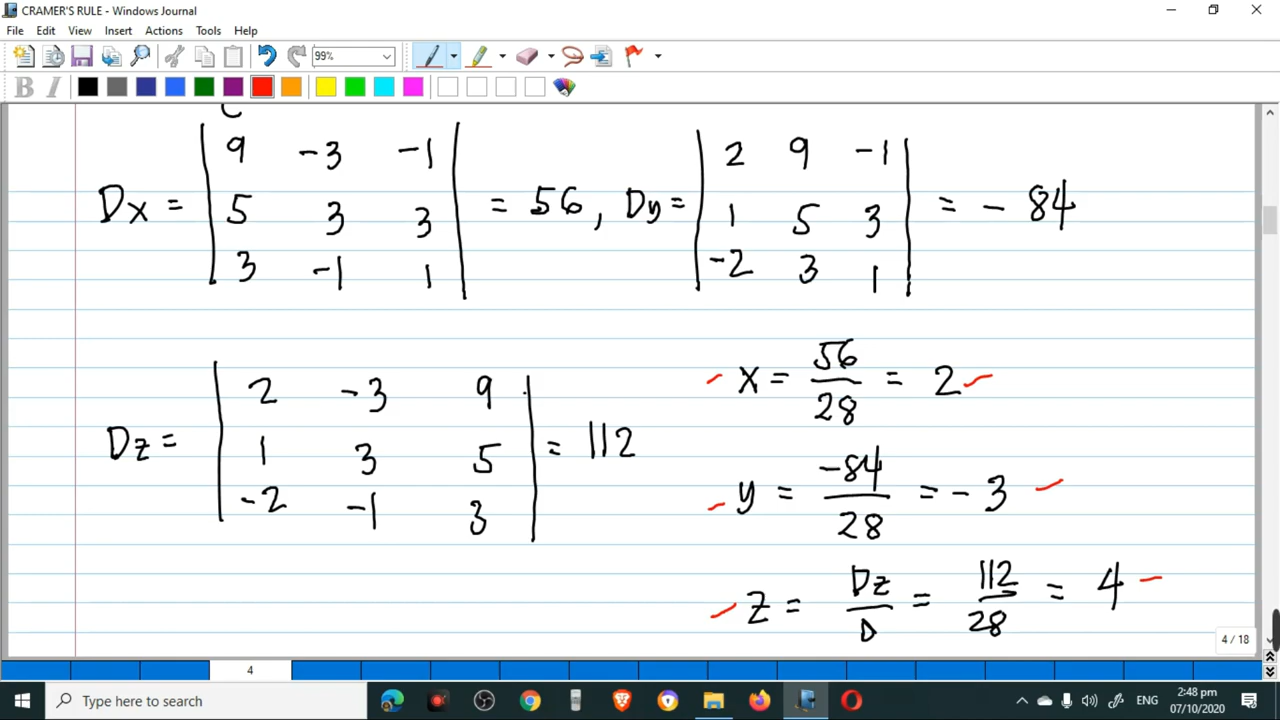 CRAMER'S RULE - Windows Journal
File Edit View Insert Actions Tools Help
99%
B I
Dx = | 9 -3 -1 | = 56, Dy = | 2 9 -1 | = - 84
| 5 3 3 | | 1 5 3 |
| 3 -1 1 | | -2 3 1 |
Dz = | 2 -3 9 | = 112
| 1 3 5 |
| -2 -1 3 |
x = 56/28 = 2
y = -84/28 = - 3
z = Dz/D = 112/28 = 4
4 / 18
4
Type here to search
ENG
2:48 pm
07/10/2020